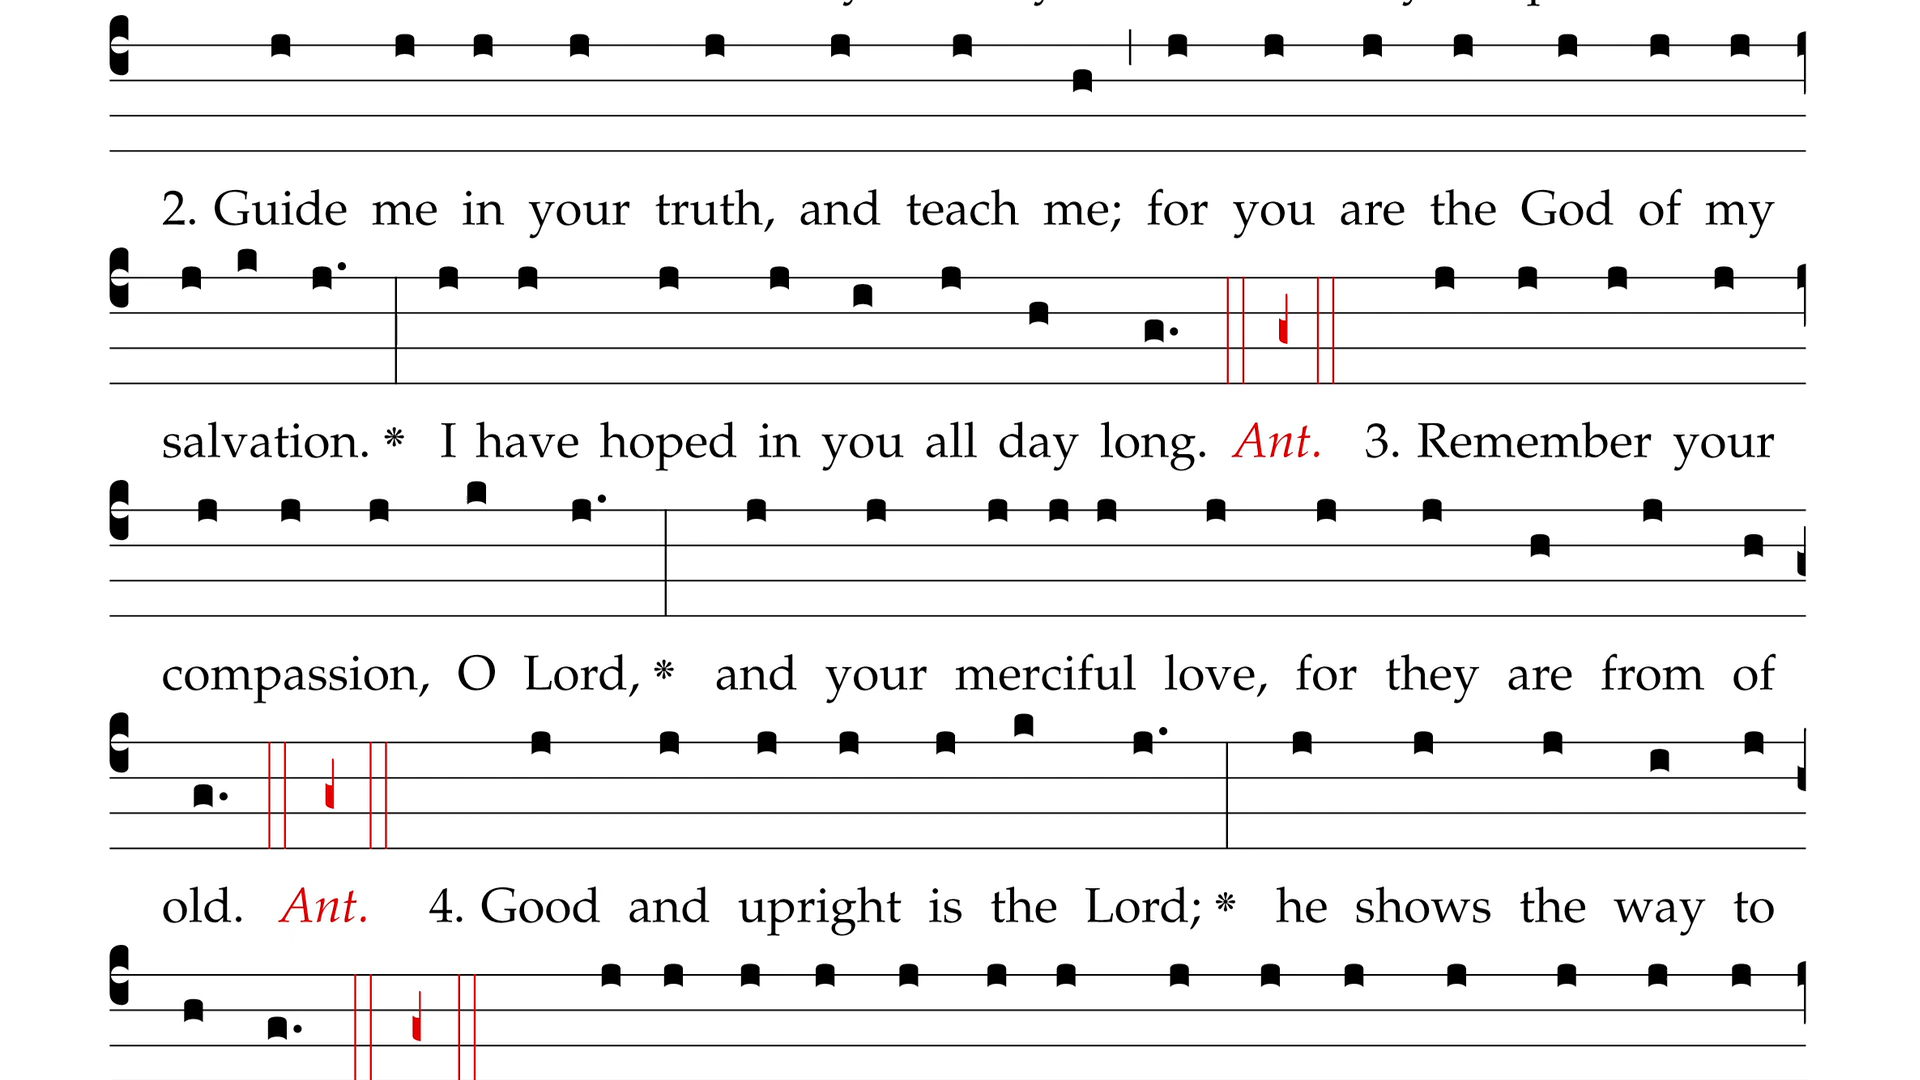 2. Guide me in your truth, and teach me; for you are the God of my
salvation. * I have hoped in you all day long. Ant. 3. Remember your
compassion, O Lord, * and your merciful love, for they are from of
old. Ant. 4. Good and upright is the Lord; * he shows the way to